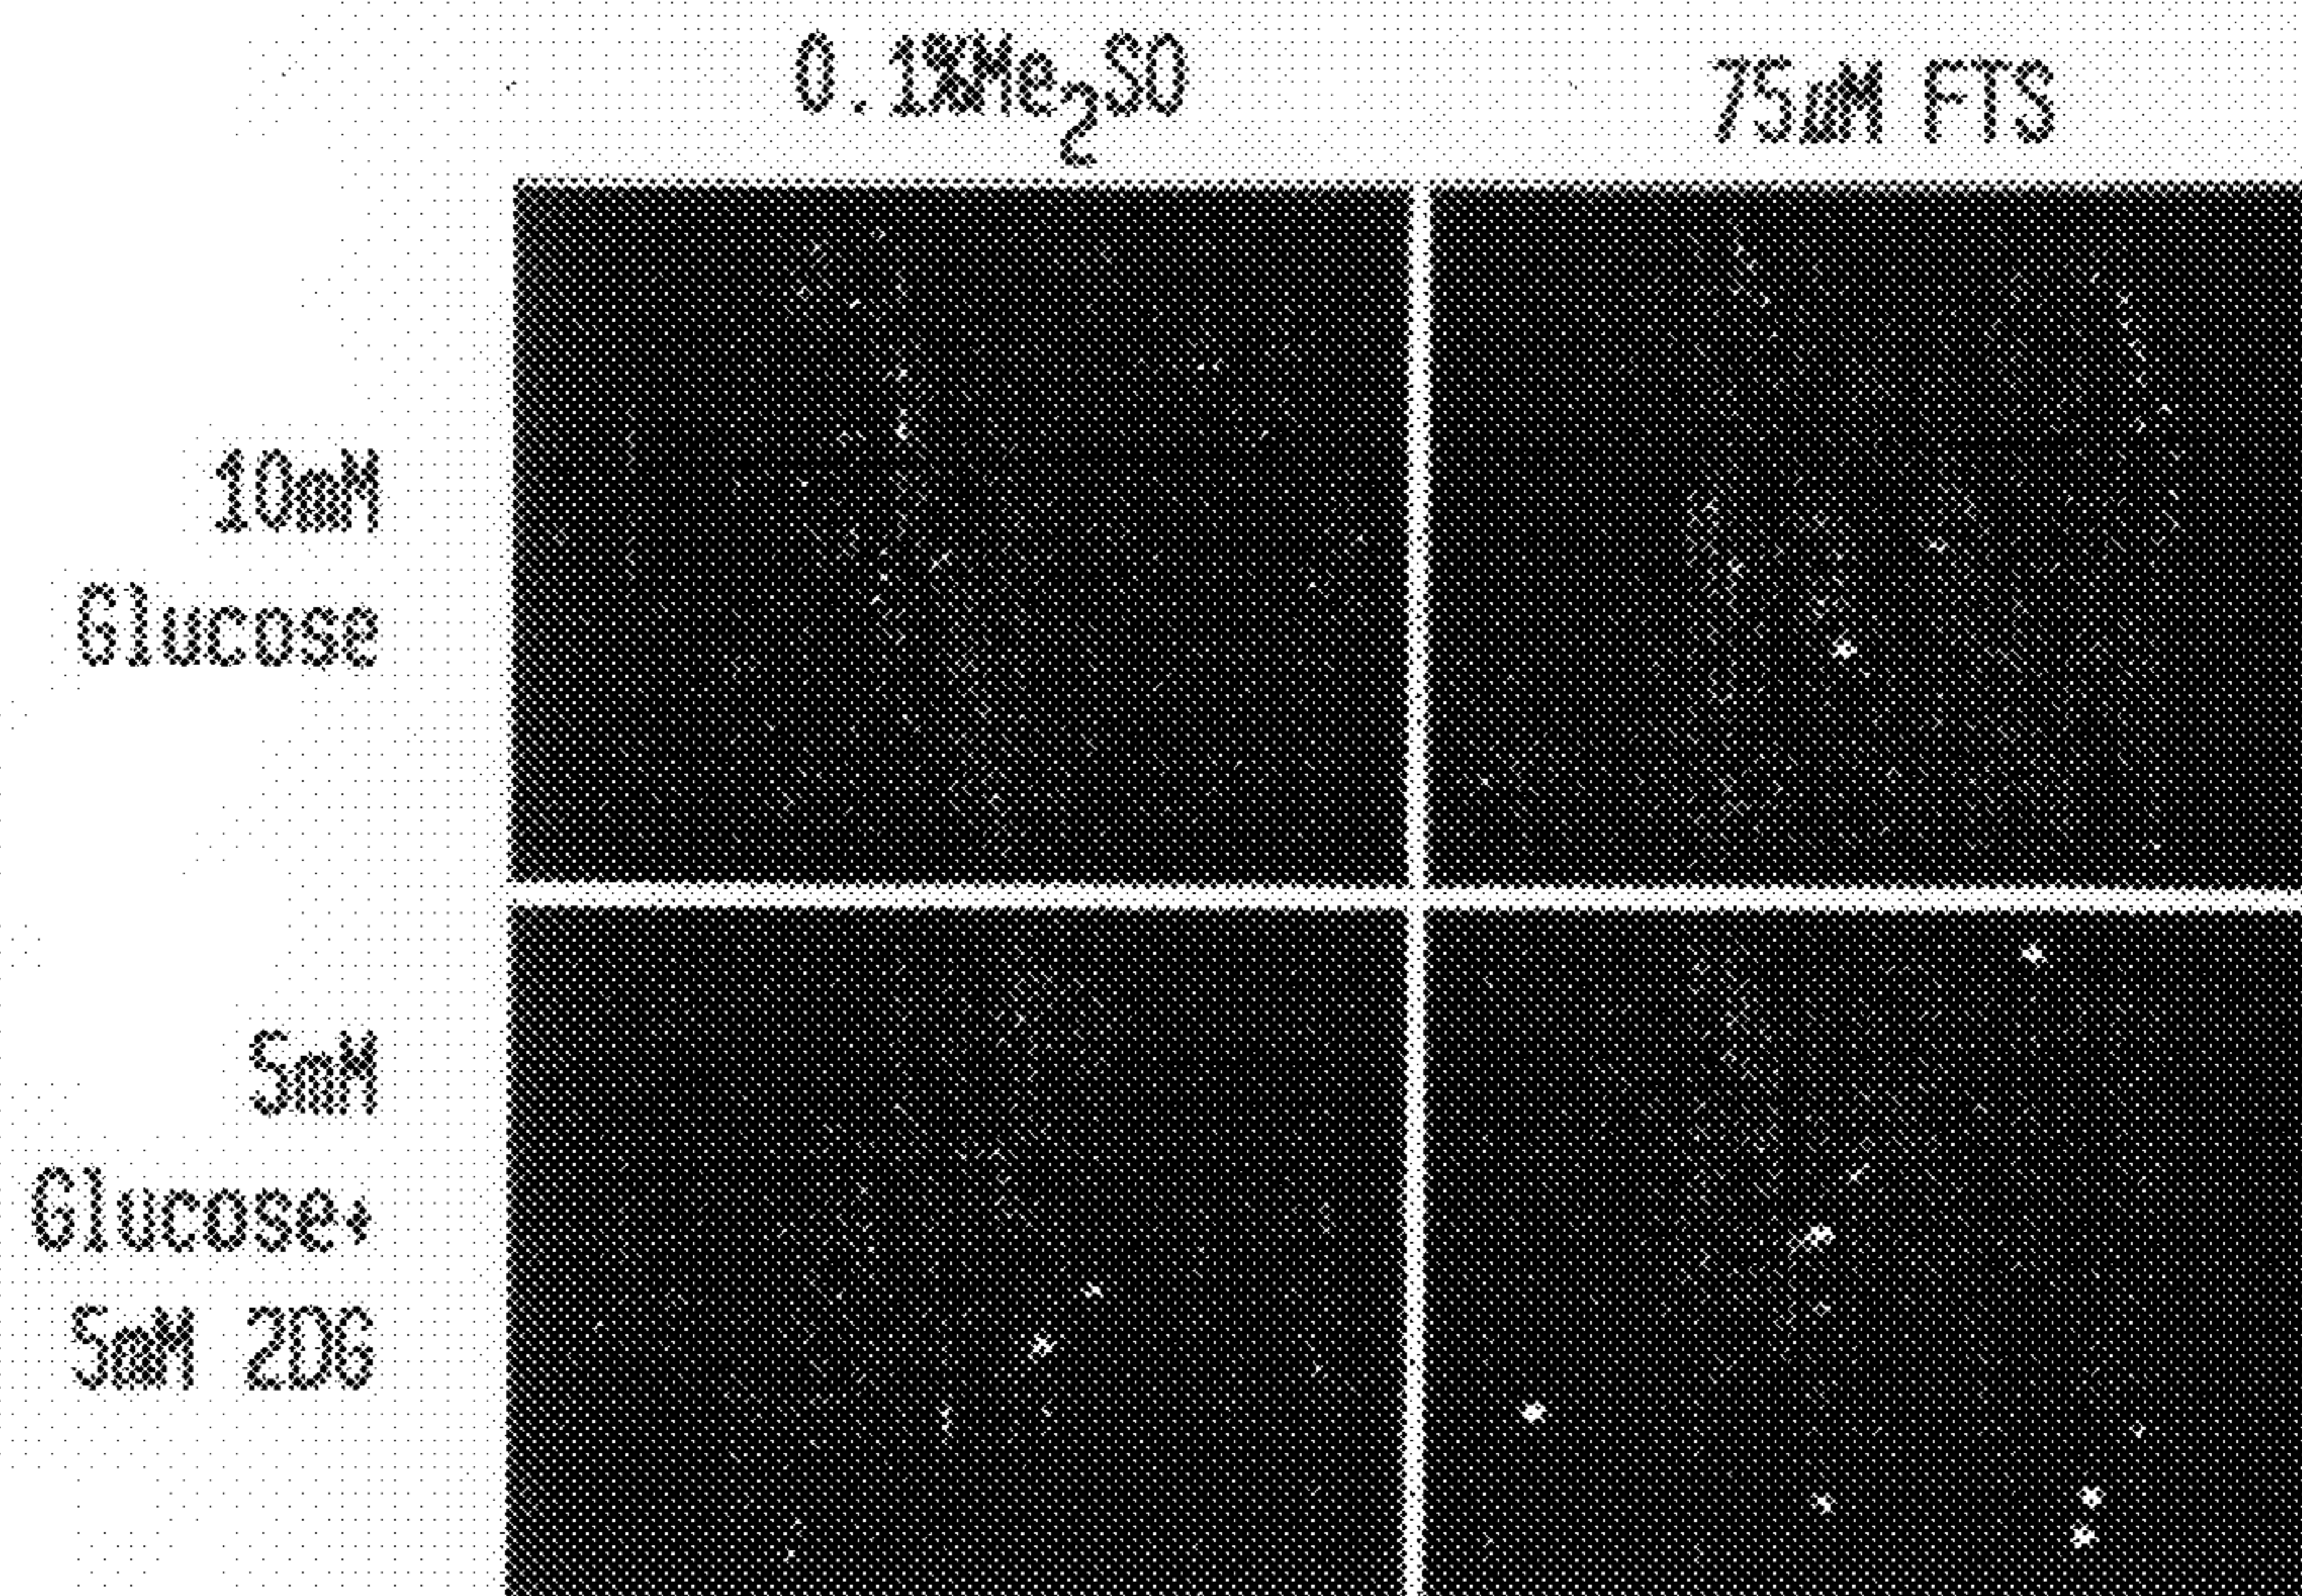 0.1%Me2SO
75µM FTS
10mM
Glucose
5mM
Glucose+
5mM 2DG